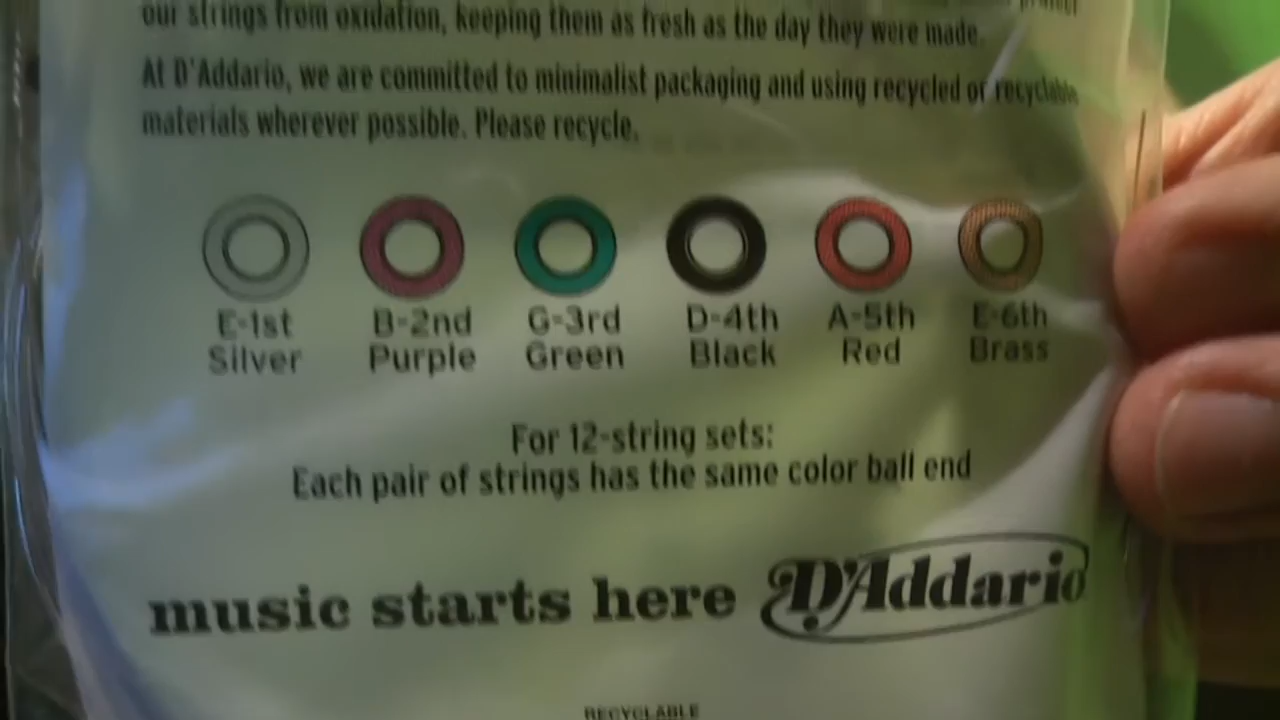 our strings from oxidation, keeping them as fresh as the day they were made.
At D'Addario, we are committed to minimalist packaging and using recycled or recyclable
materials wherever possible. Please recycle.
E-1st B-2nd G-3rd D-4th A-5th E-6th
Silver Purple Green Black Red Brass
For 12-string sets:
Each pair of strings has the same color ball end
music starts here D'Addario
RECYCLABLE